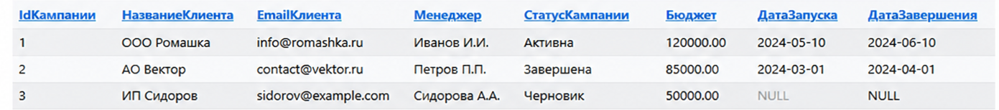 IdКампании НазваниеКлиента EmailКлиента Менеджер СтатусКампании Бюджет ДатаЗапуска ДатаЗавершения
1 ООО Ромашка info@romashka.ru Иванов И.И. Активна 120000.00 2024-05-10 2024-06-10
2 АО Вектор contact@vektor.ru Петров П.П. Завершена 85000.00 2024-03-01 2024-04-01
3 ИП Сидоров sidorov@example.com Сидорова А.А. Черновик 50000.00 NULL NULL